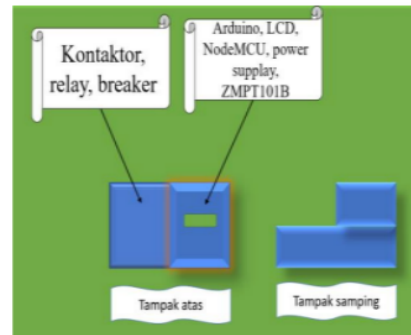 Kontaktor,
relay, breaker
Arduino, LCD,
NodeMCU, power
supplay,
ZMPT101B
Tampak atas
Tampak samping